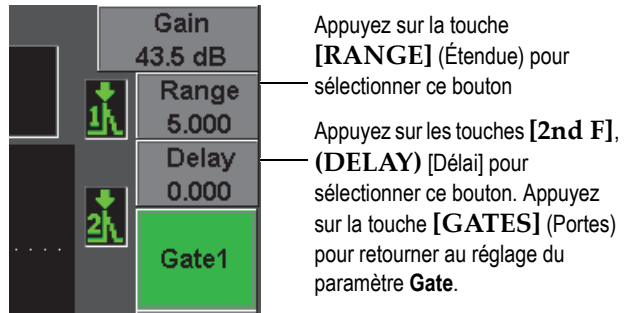 Gain
43.5 dB
Range
5.000
Delay
0.000
Gate1
1
2
Appuyez sur la touche
[RANGE] (Étendue) pour
sélectionner ce bouton
Appuyez sur les touches [2nd F],
(DELAY) [Délai] pour
sélectionner ce bouton. Appuyez
sur la touche [GATES] (Portes)
pour retourner au réglage du
paramètre Gate.